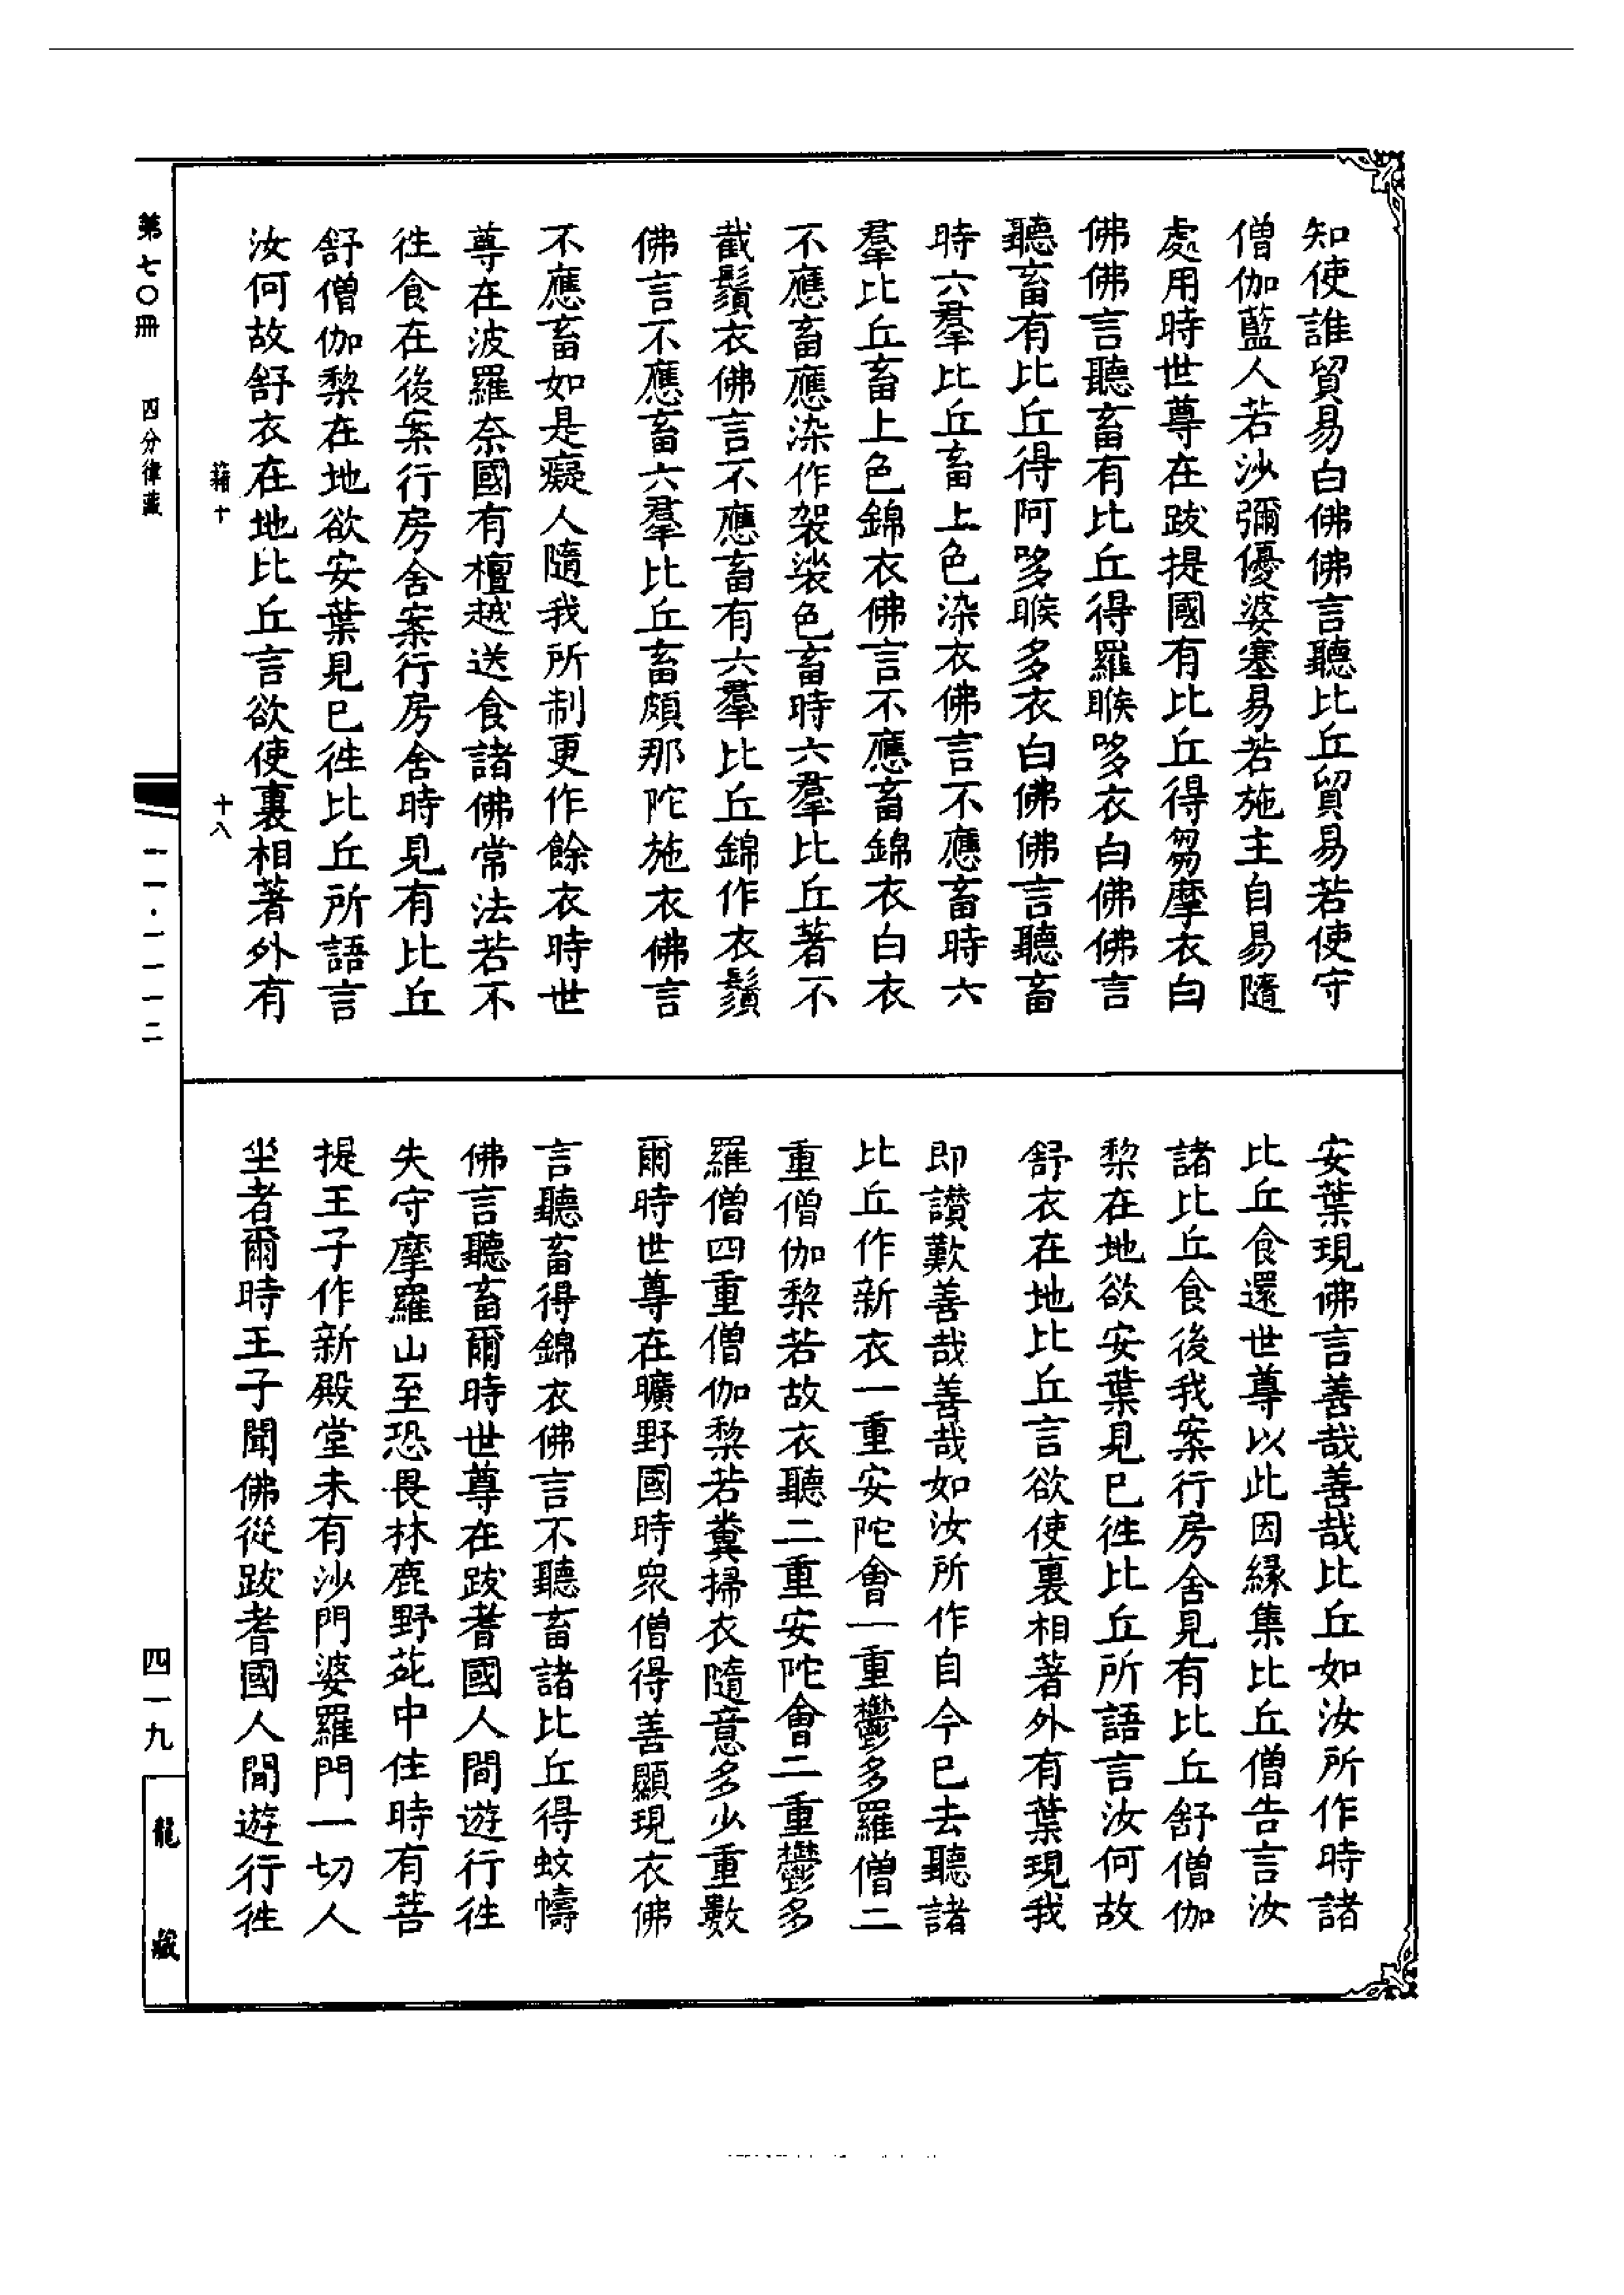 知使誰貿易白佛佛言聽比丘貿易若使守
僧伽藍人若沙彌優婆塞易若施主自易隨
處用時世尊在跋提國有比丘得芻摩衣白
佛佛言聽畜有比丘得羅睺哆衣白佛佛言
聽畜有比丘得阿哆睺多衣白佛佛言聽畜
時六羣比丘畜上色染衣佛言不應畜時六
羣比丘畜上色錦衣佛言不應畜錦衣白衣
不應畜應染作袈裟色畜時六羣比丘著不
截鬚衣佛言不應畜有六羣比丘錦作衣鬚
佛言不應畜六羣比丘畜頗那陀施衣佛言
不應畜如是癡人隨我所制更作餘衣時世
尊在波羅奈國有檀越送食諸佛常法若不
徃食在後案行房舍案行房舍時見有比丘
舒僧伽棃在地欲安葉見巳徃比丘所語言
汝何故舒衣在地比丘言欲使裏相著外有
安葉現佛言善哉善哉比丘如汝所作時諸
比丘食還世尊以此因緣集比丘僧告言汝
諸比丘食後我案行房舍見有比丘舒僧伽
棃在地欲安葉見巳徃比丘所語言汝何故
舒衣在地比丘言欲使裏相著外有葉現我
即讚歎善哉善哉如汝所作自今巳去聽諸
比丘作新衣一重安陀會一重鬱多羅僧二
重僧伽棃若故衣聽二重安陀會二重鬱多
羅僧四重僧伽棃若糞掃衣隨意多少重數
爾時世尊在曠野國時衆僧得善顯現衣佛
言聽畜得錦衣佛言不聽畜諸比丘得蚊幬
佛言聽畜爾時世尊在跋耆國人間遊行徃
失守摩羅山至恐畏林鹿野苑中住時有菩
提王子作新殿堂未有沙門婆羅門一切人
坐者爾時王子聞佛從跋耆國人間遊行徃
籍十
十八
第七〇冊
四分律藏
一一·二一一二
四一九
龍藏